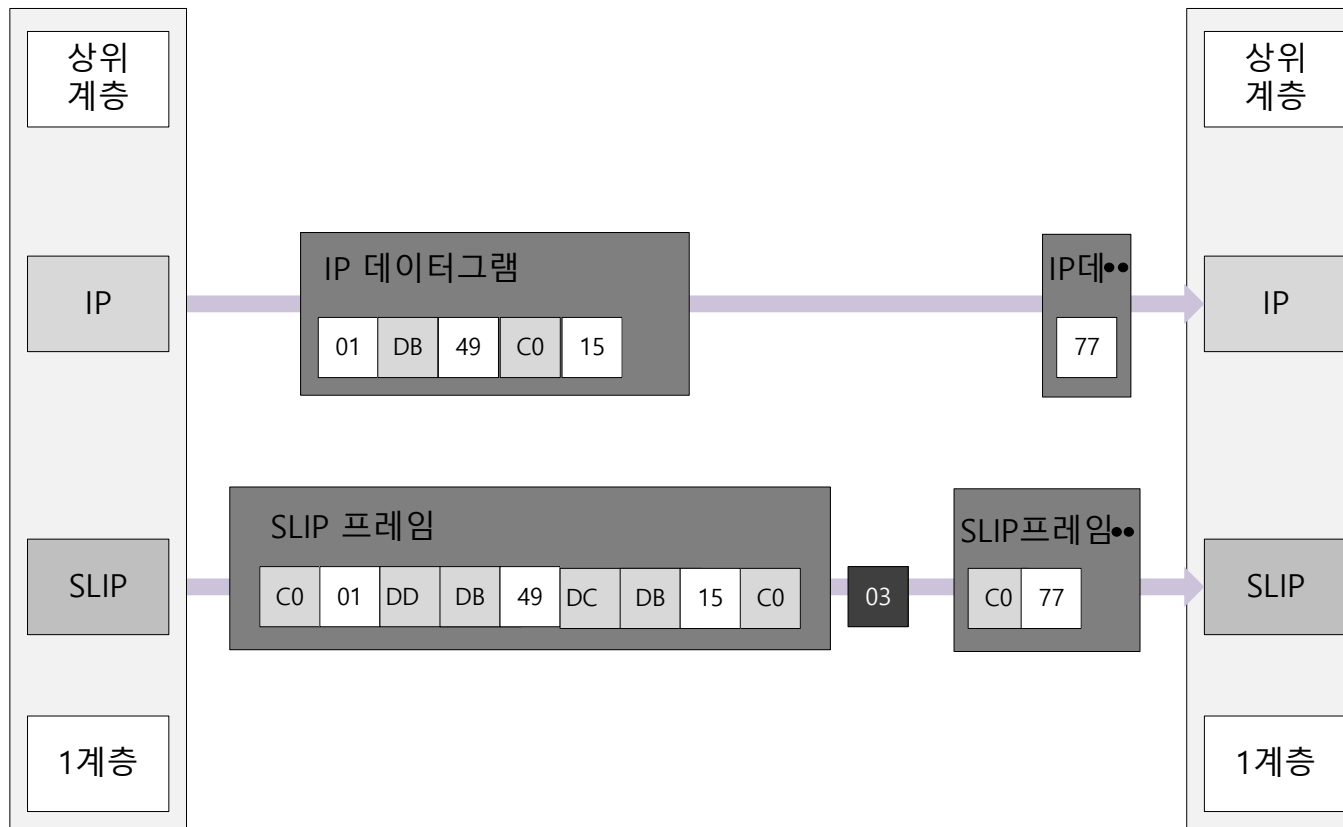 상위
계층
상위
계층
IP 데이터그램
IP데••
IP
01 DB 49 C0 15
77
IP
SLIP 프레임
SLIP프레임••
SLIP
C0 01 DD DB 49 DC DB 15 C0
03
C0 77
SLIP
1계층
1계층